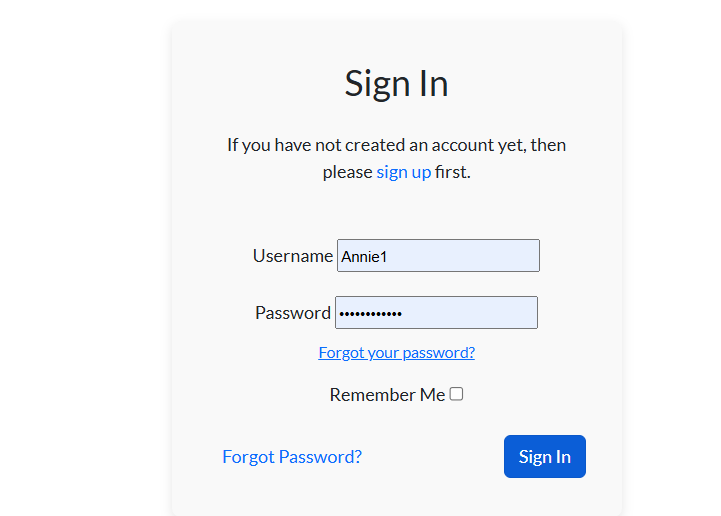 Sign In
If you have not created an account yet, then
please sign up first.
Username Annie1
Password ••••••••••••
Forgot your password?
Remember Me
Forgot Password? Sign In